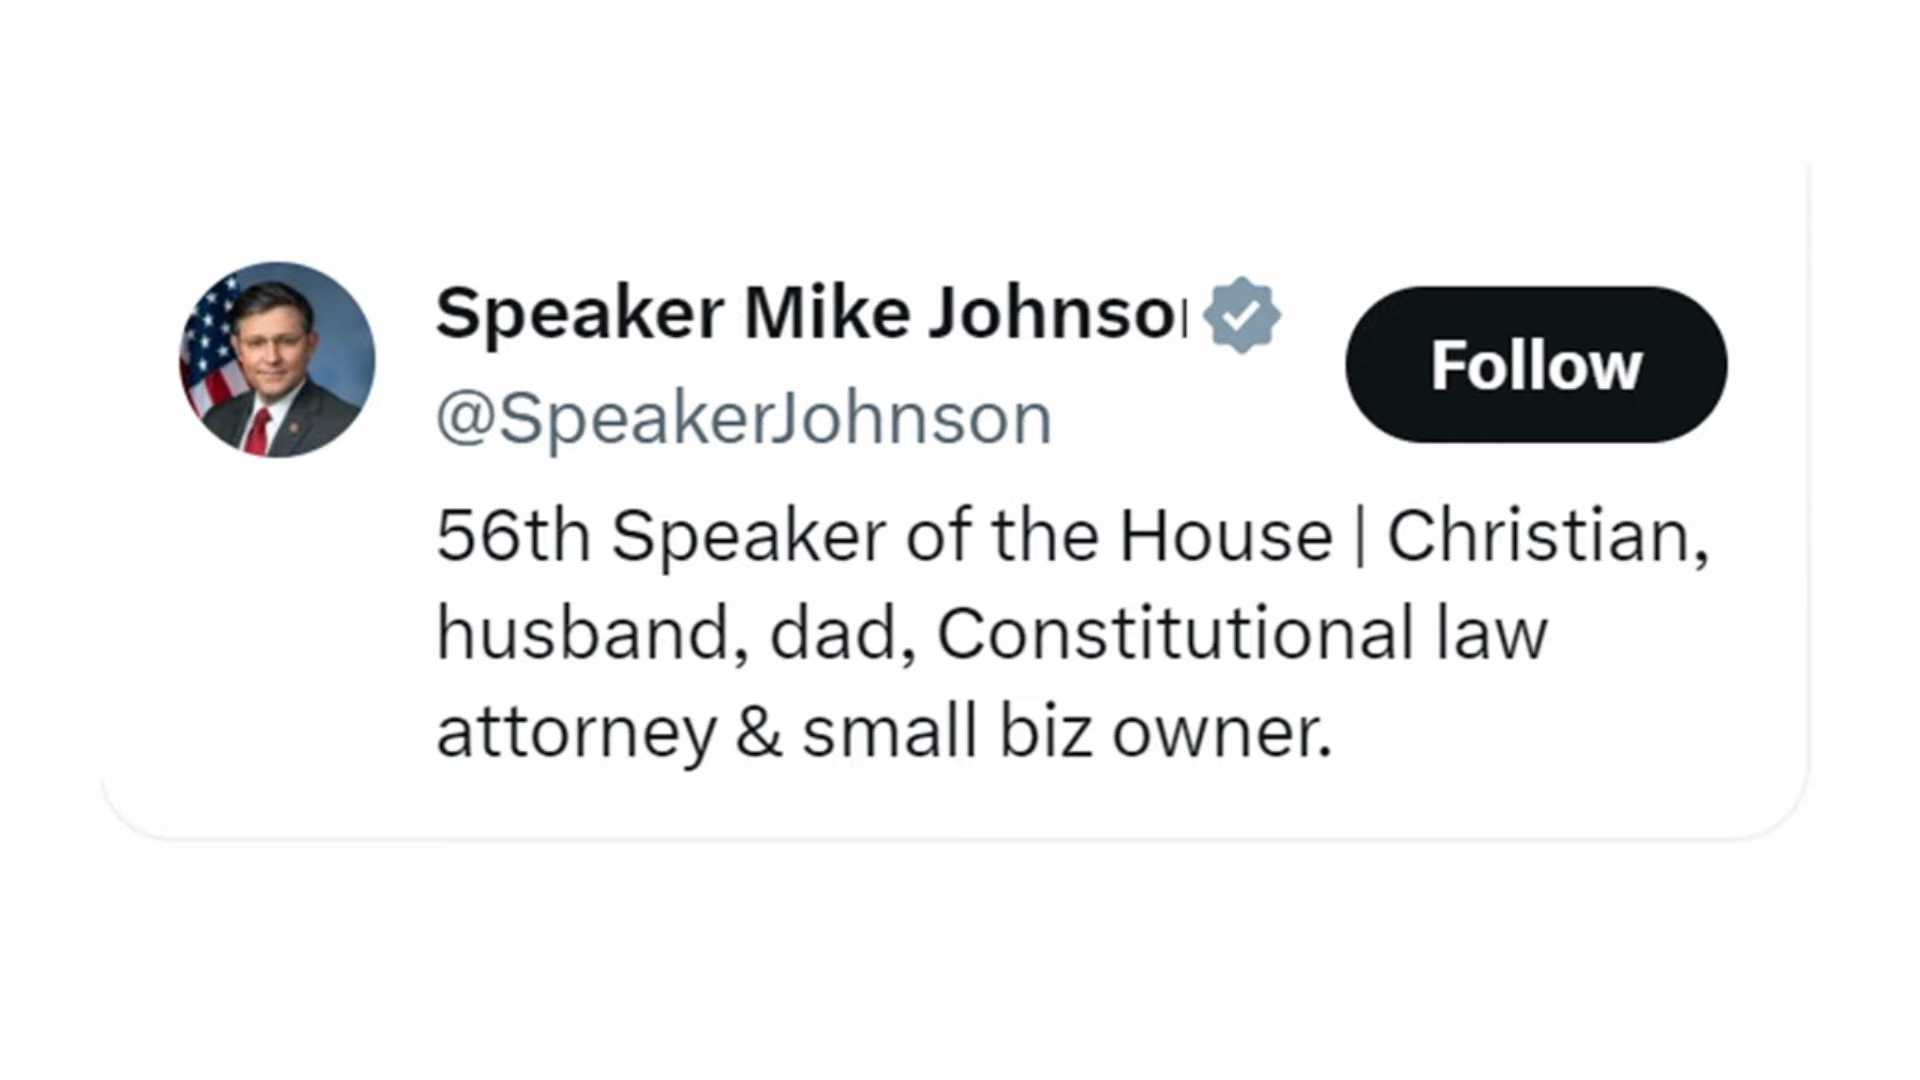 Speaker Mike Johnso
@SpeakerJohnson
Follow
56th Speaker of the House | Christian,
husband, dad, Constitutional law
attorney & small biz owner.